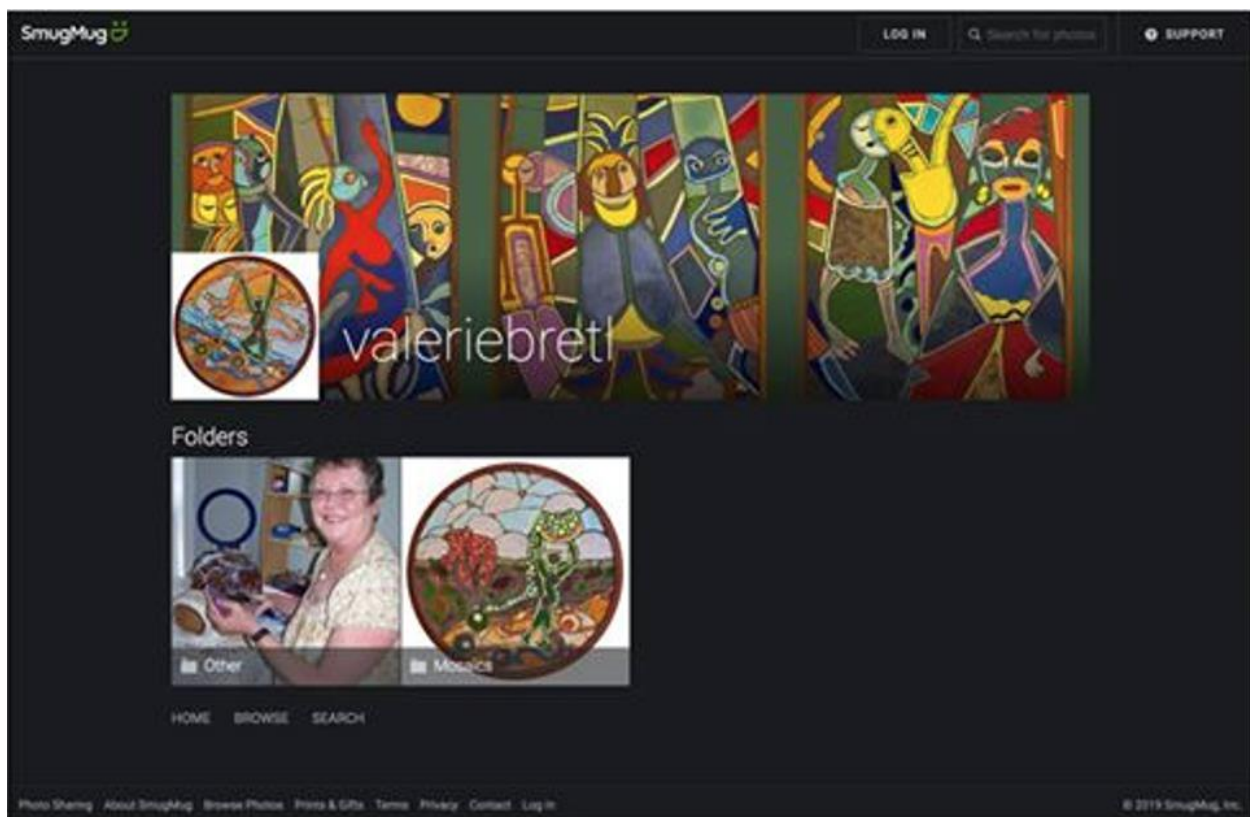 SmugMug
LOG IN
Search for photos
SUPPORT
valeriebretl
Folders
Other
Mosaics
HOME BROWSE SEARCH
Photo Sharing About SmugMug Browse Photos Prints & Gifts Terms Privacy Contact Log In
© 2019 SmugMug, Inc.